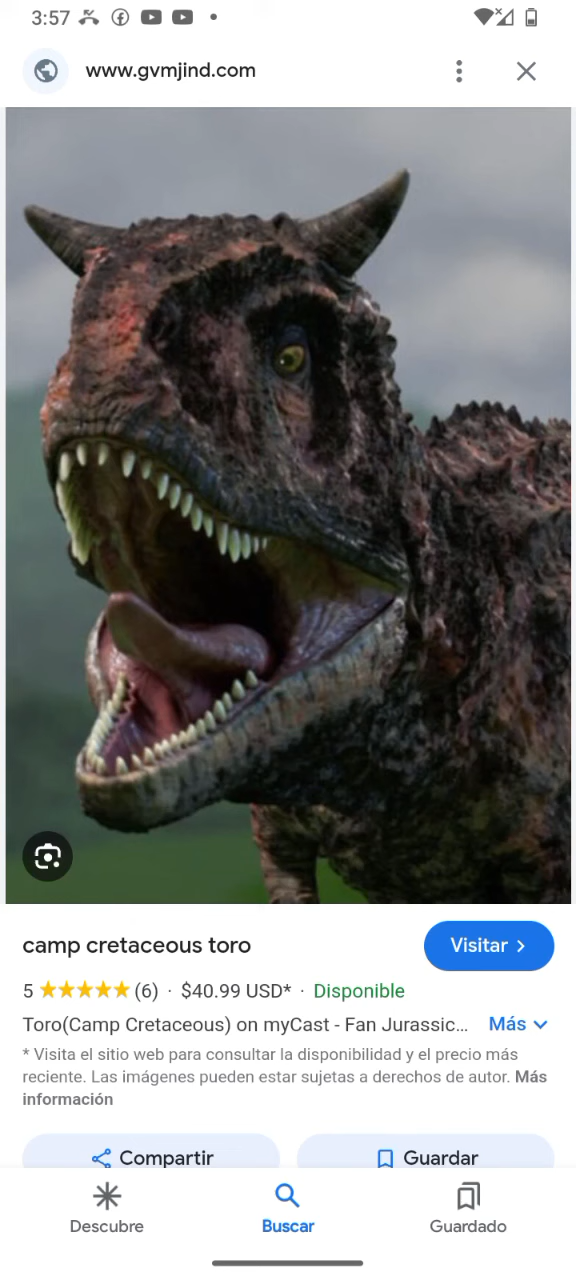 3:57
www.gvmjind.com
camp cretaceous toro
Visitar
5 (6) · $40.99 USD* · Disponible
Toro(Camp Cretaceous) on myCast - Fan Jurassic... Más
* Visita el sitio web para consultar la disponibilidad y el precio más
reciente. Las imágenes pueden estar sujetas a derechos de autor. Más
información
Compartir
Guardar
Descubre
Buscar
Guardado